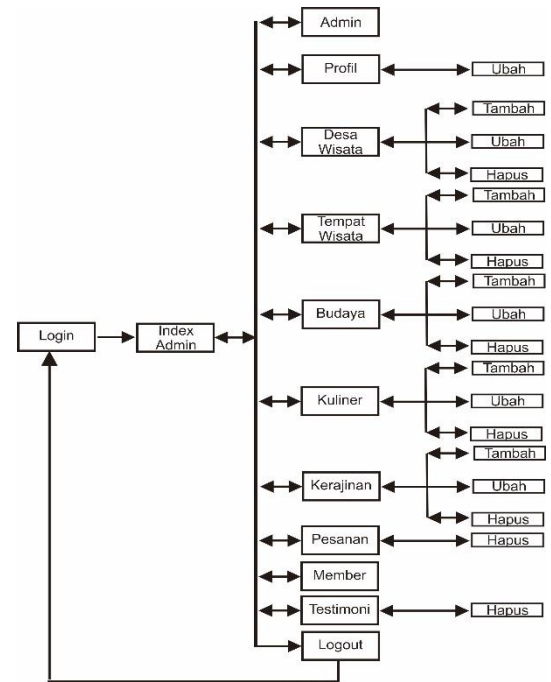 Admin
Profil
Ubah
Tambah
Desa
Wisata
Ubah
Hapus
Tambah
Tempat
Wisata
Ubah
Hapus
Tambah
Budaya
Ubah
Login
Index
Admin
Hapus
Tambah
Kuliner
Ubah
Hapus
Tambah
Kerajinan
Ubah
Hapus
Pesanan
Hapus
Member
Testimoni
Hapus
Logout